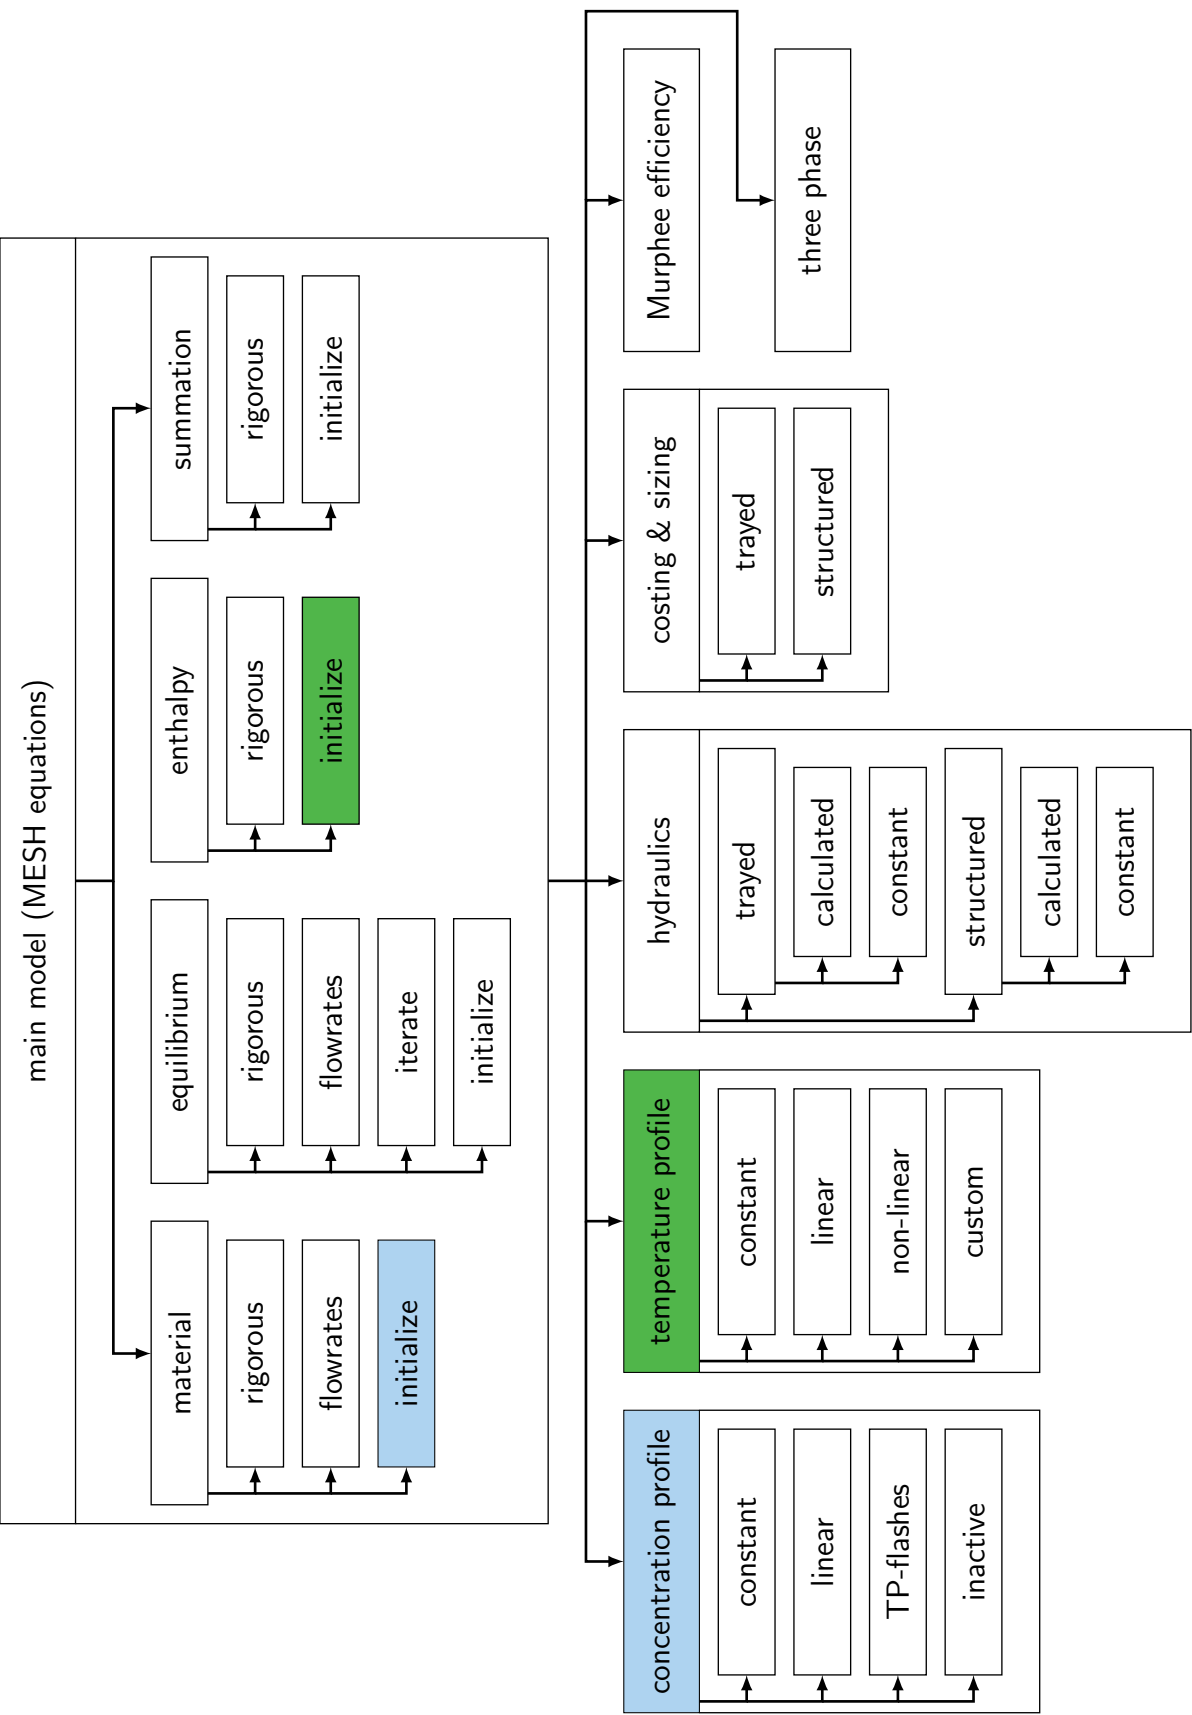 main model (MESH equations)
material
rigorous
flowrates
initialize
equilibrium
rigorous
flowrates
iterate
initialize
enthalpy
rigorous
initialize
summation
rigorous
initialize
concentration profile
constant
linear
TP-flashes
inactive
temperature profile
constant
linear
non-linear
custom
hydraulics
trayed
calculated
constant
structured
calculated
constant
costing & sizing
trayed
structured
Murphee efficiency
three phase